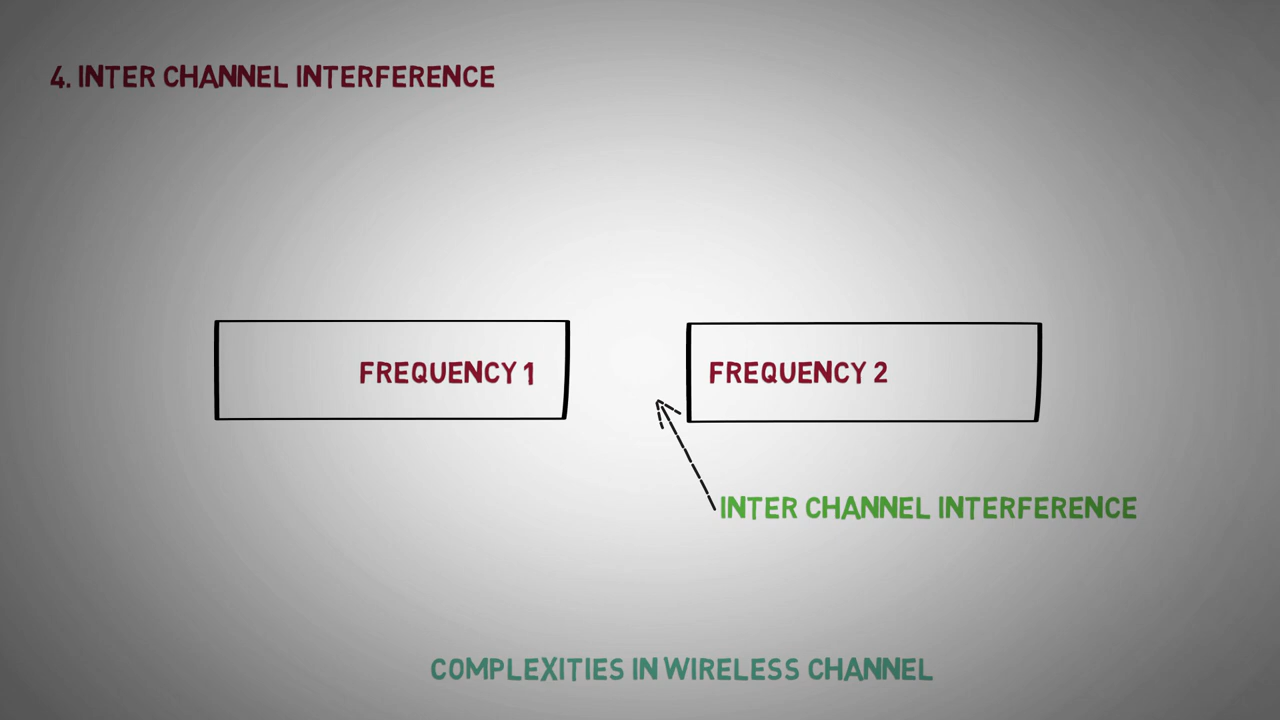 4. INTER CHANNEL INTERFERENCE
FREQUENCY 1
FREQUENCY 2
INTER CHANNEL INTERFERENCE
COMPLEXITIES IN WIRELESS CHANNEL